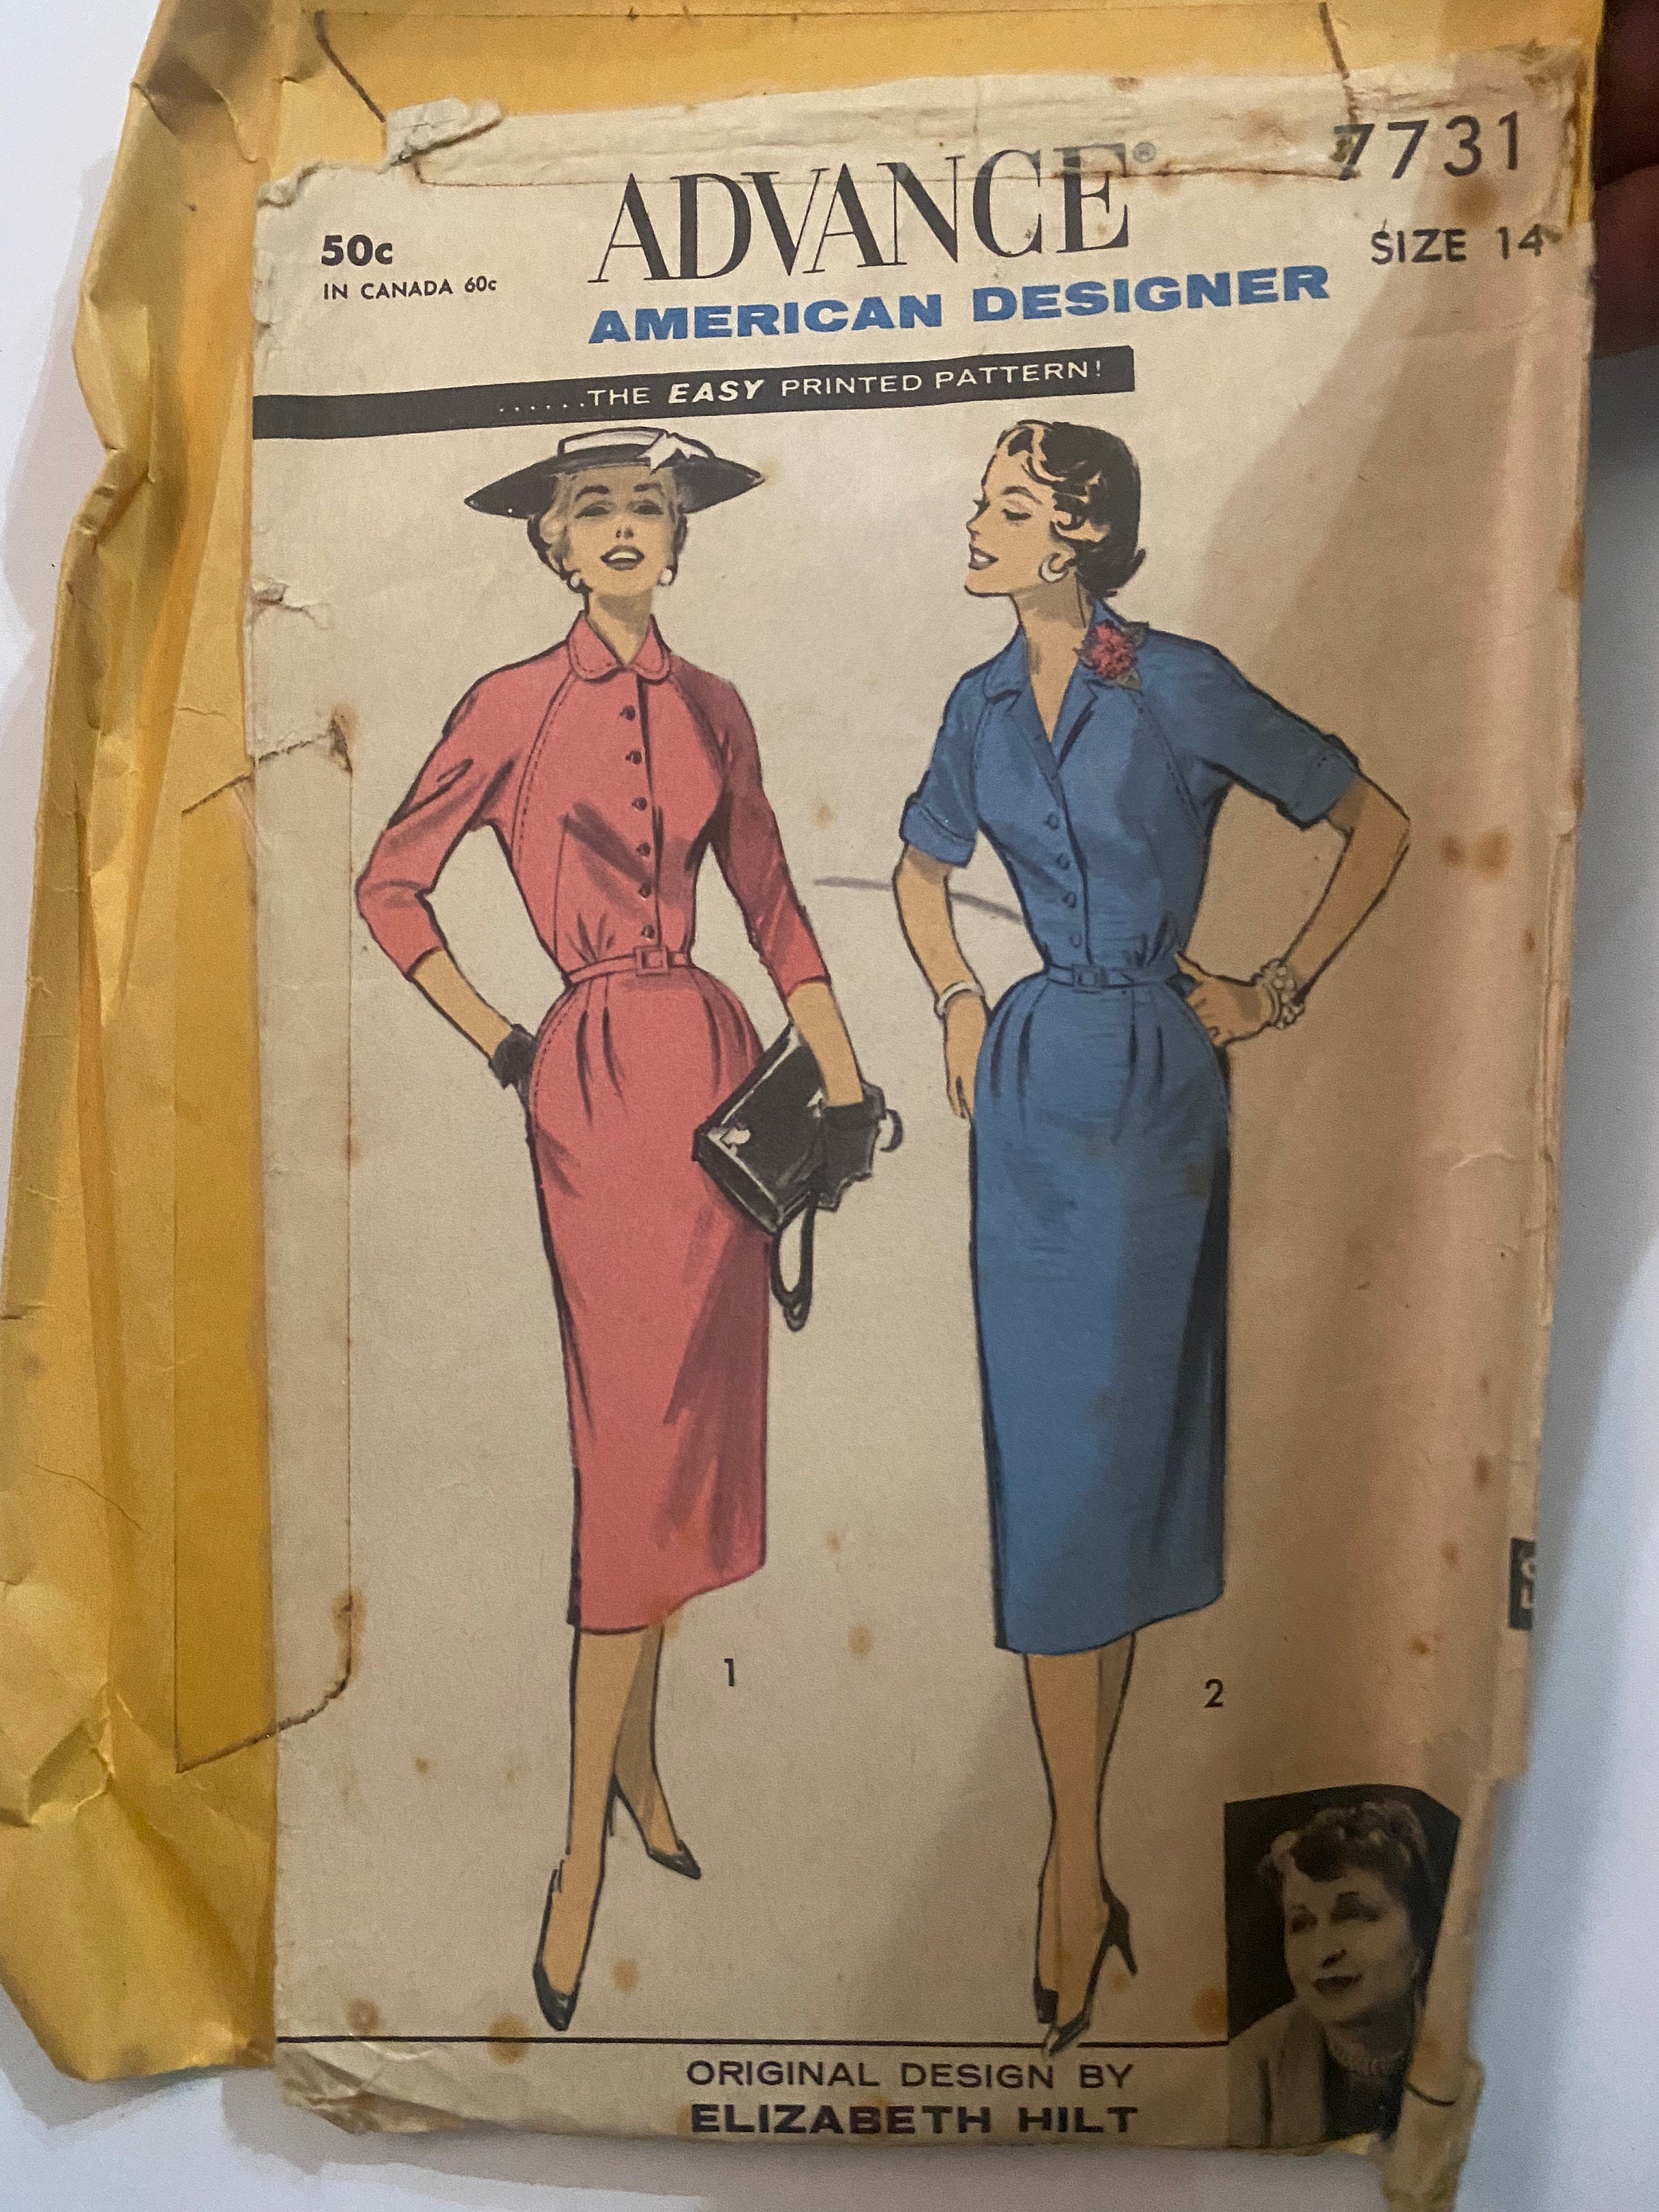 7731
ADVANCE®
50c
SIZE 14
IN CANADA 60c
AMERICAN DESIGNER
......THE EASY PRINTED PATTERN!
1
2
ORIGINAL DESIGN BY
ELIZABETH HILT